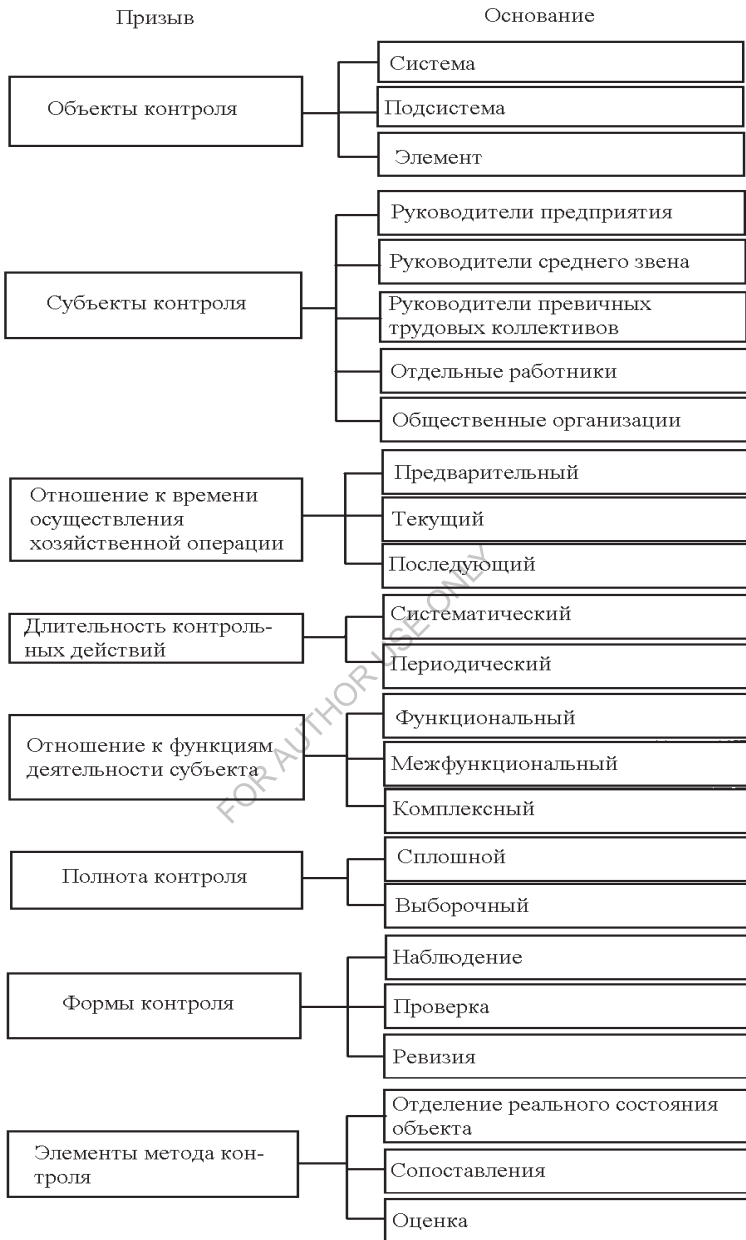 Призыв
Основание
Объекты контроля
Система
Подсистема
Элемент
Субъекты контроля
Руководители предприятия
Руководители среднего звена
Руководители превичных
трудовых коллективов
Отдельные работники
Общественные организации
Отношение к времени
осуществления
хозяйственной операции
Предварительный
Текущий
Последующий
Длительность контроль-
ных действий
Систематический
Периодический
Отношение к функциям
деятельности субъекта
Функциональный
Межфункциональный
Комплексный
Полнота контроля
Сплошной
Выборочный
Формы контроля
Наблюдение
Проверка
Ревизия
Элементы метода кон-
троля
Отделение реального состояния
объекта
Сопоставления
Оценка
FOR AUTHOR USE ONLY